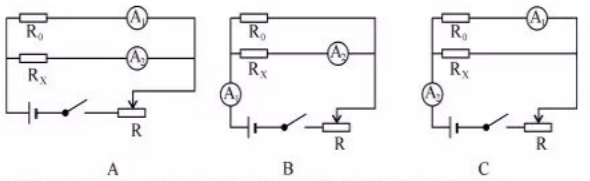 A₁ A₁
R₀ R₀ R₀
A₂ A₂
Rₓ Rₓ Rₓ
A₁ A₂
R R R
A B C